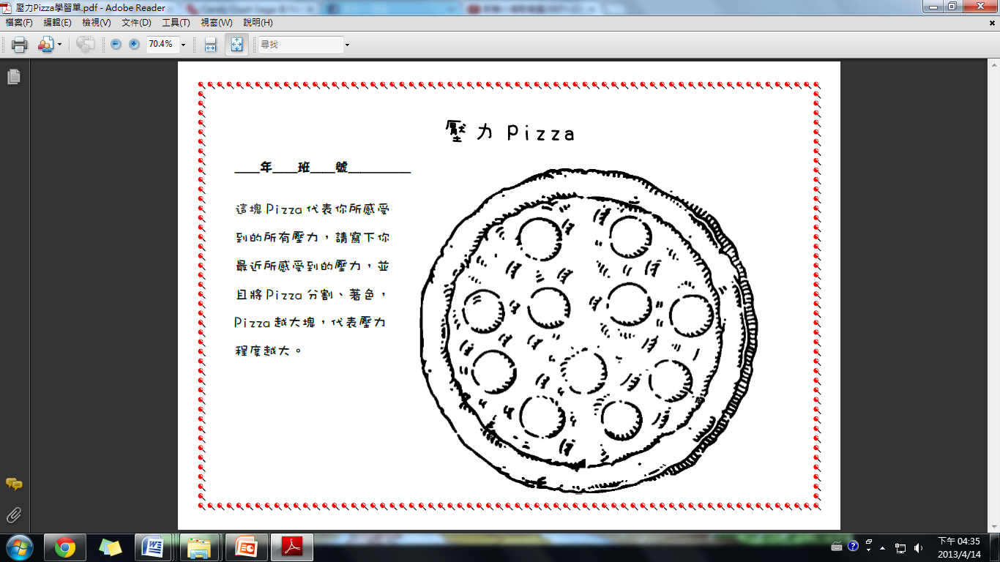 壓力Pizza學習單.pdf - Adobe Reader
檔案(F) 編輯(E) 檢視(V) 文件(D) 工具(T) 視窗(W) 說明(H)
70.4% 尋找
壓力Pizza
____年____班____號__________
這塊Pizza代表你所感受
到的所有壓力，請寫下你
最近所感受到的壓力，並
且將Pizza分割、著色，
Pizza越大塊，代表壓力
程度越大。
下午 04:35
2013/4/14